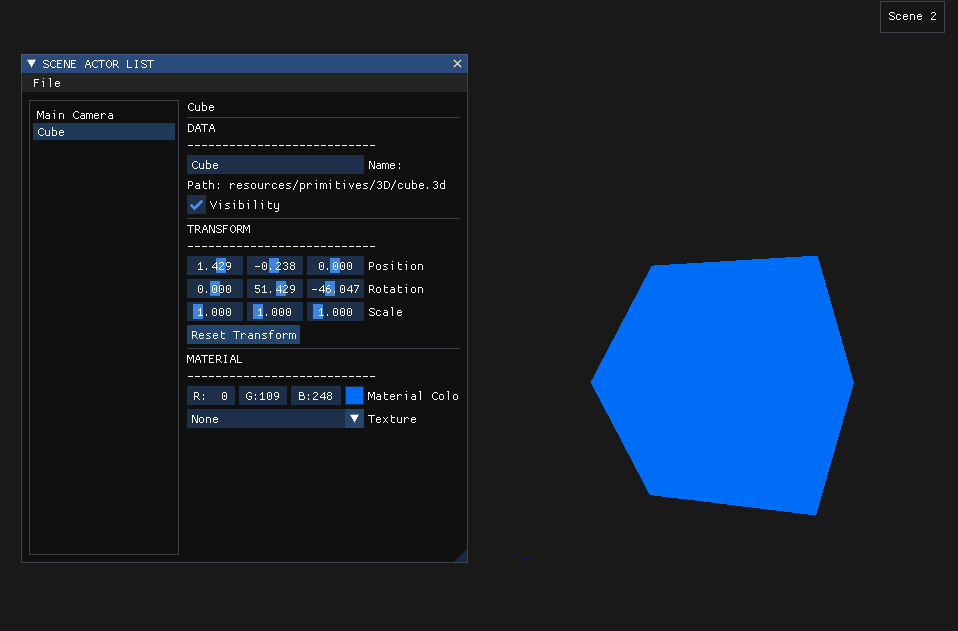 Scene 2
SCENE ACTOR LIST
File
Main Camera
Cube
Cube
DATA
---------------------------
Cube Name:
Path: resources/primitives/3D/cube.3d
Visibility
TRANSFORM
---------------------------
1.429 -0.238 0.000 Position
0.000 51.429 -46.047 Rotation
1.000 1.000 1.000 Scale
Reset Transform
MATERIAL
---------------------------
R: 0 G:109 B:248 Material Colo
None Texture